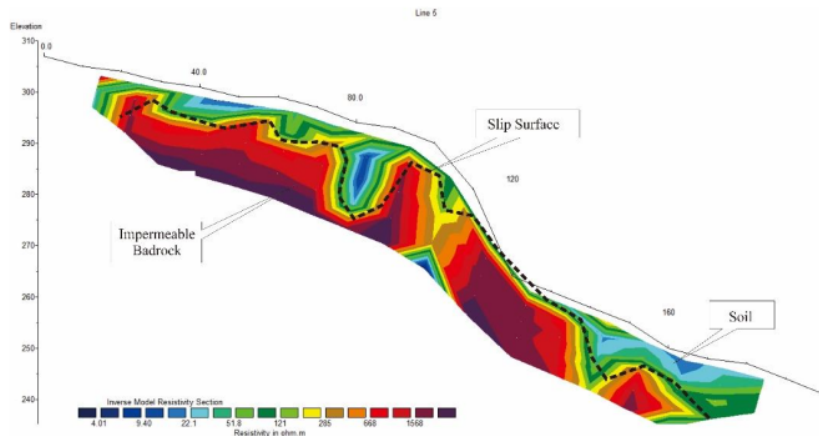 Line 5
Elevation
310
0.0
300
40.0
80.0
290
Slip Surface
120
280
Impermeable
Badrock
270
260
160
Soil
250
240
Inverse Model Resistivity Section
4.01 9.40 22.1 51.8 121 285 668 1568
Resistivity in ohm.m